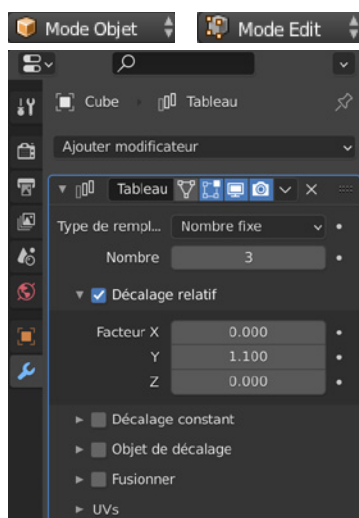 Mode Objet Mode Edit
Cube Tableau
Ajouter modificateur
Tableau
Type de rempl... Nombre fixe
Nombre 3
Décalage relatif
Facteur X 0.000
Y 1.100
Z 0.000
Décalage constant
Objet de décalage
Fusionner
UVs